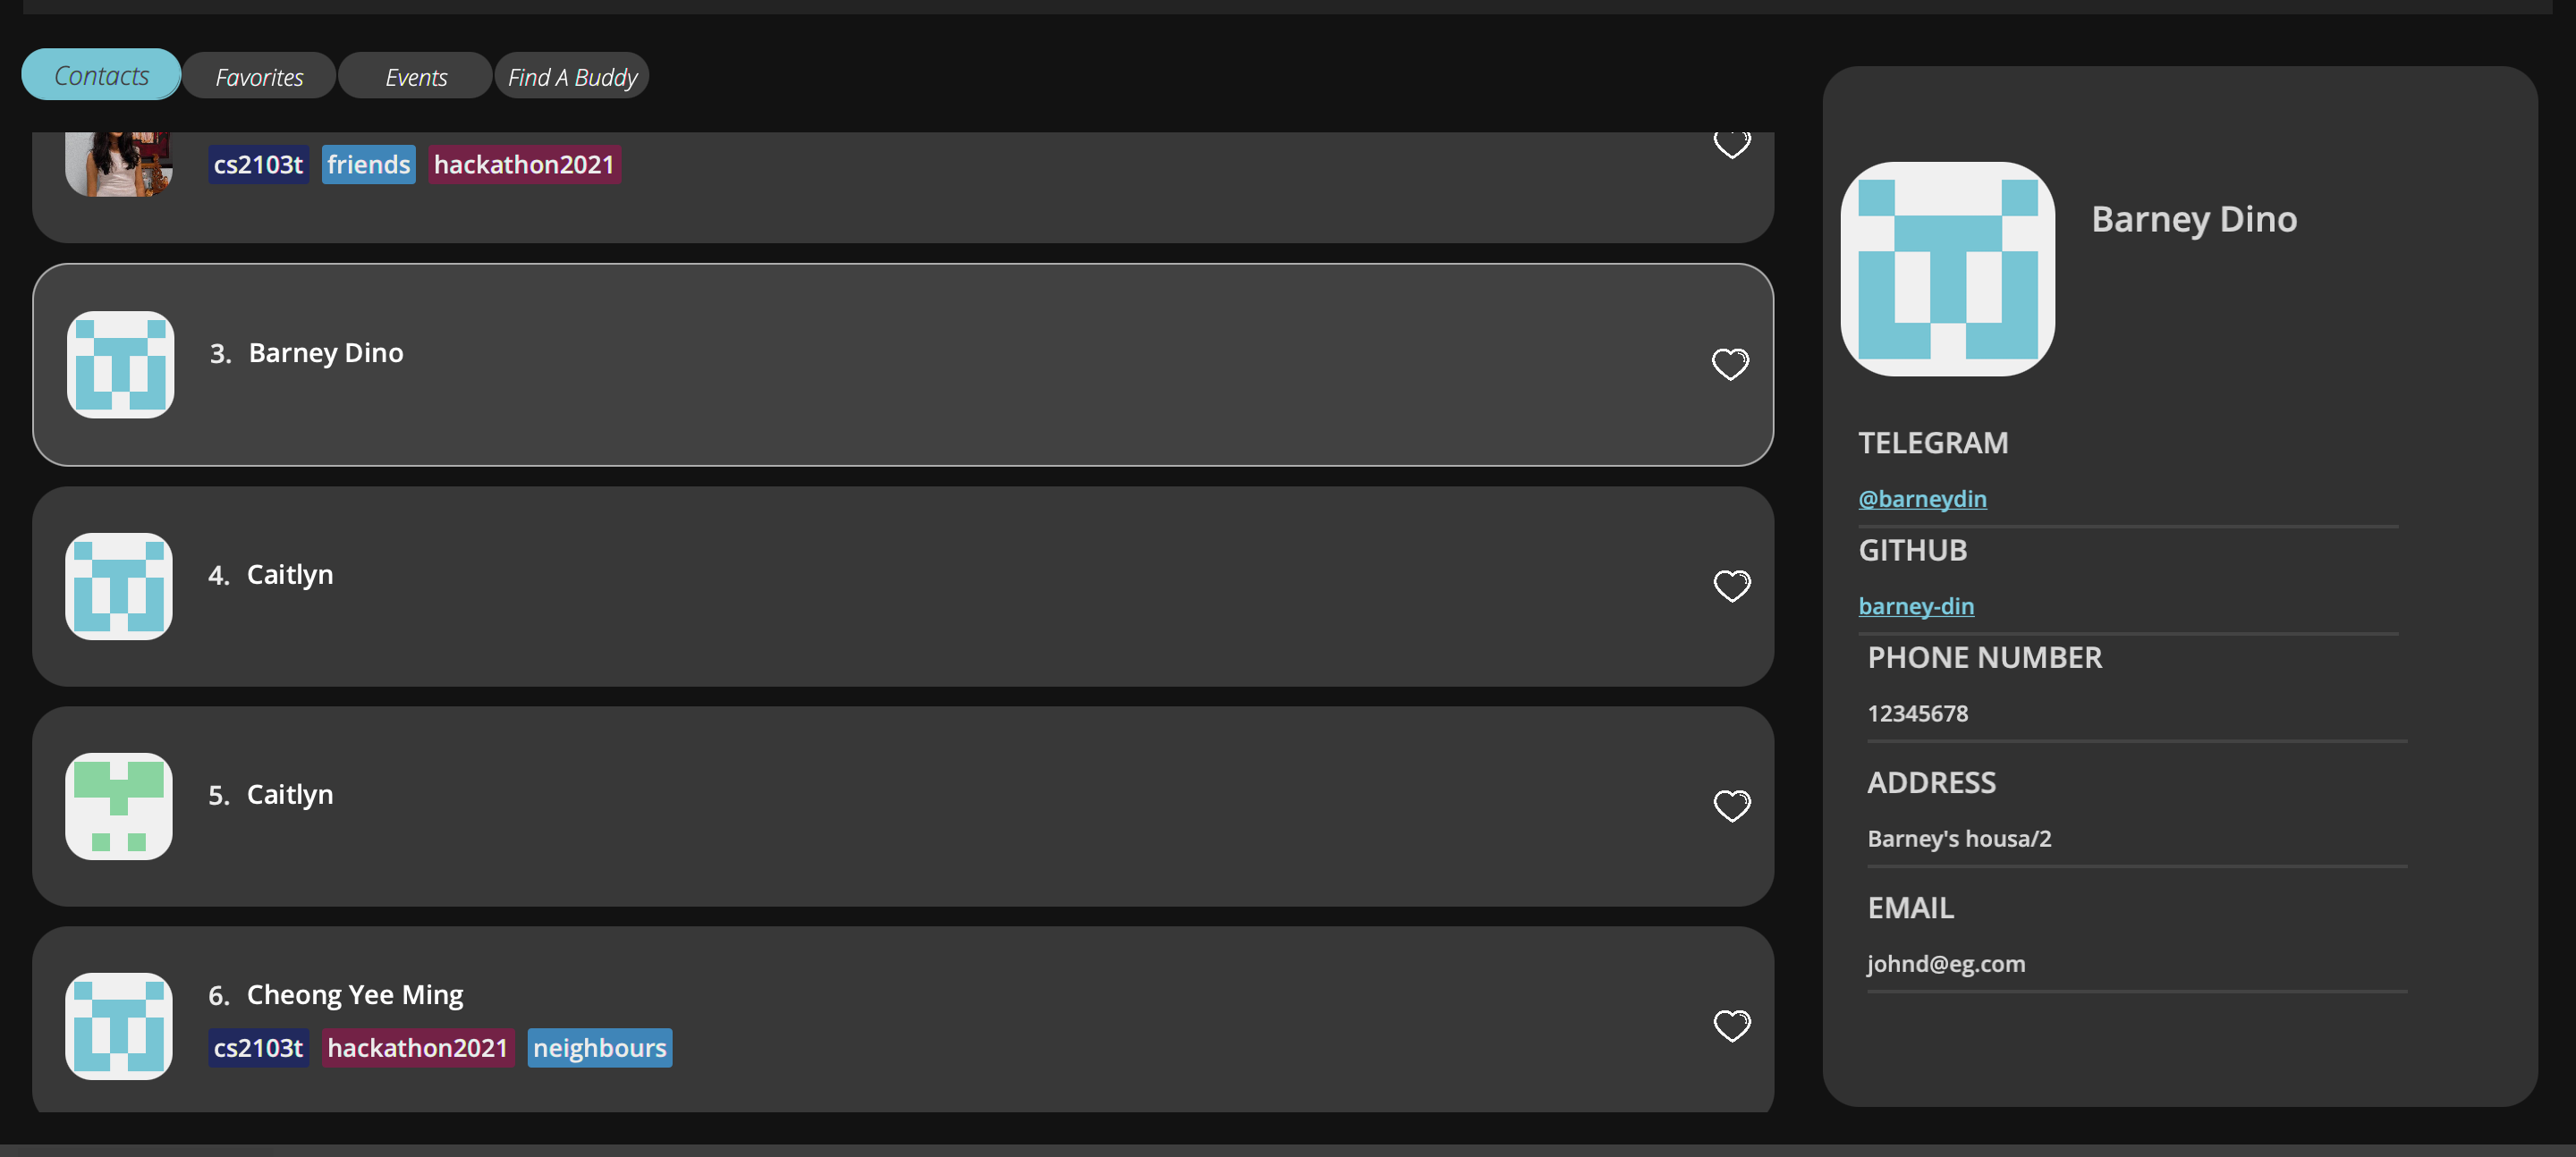 Contacts Favorites Events Find A Buddy
cs2103t friends hackathon2021
3. Barney Dino
4. Caitlyn
5. Caitlyn
6. Cheong Yee Ming
cs2103t hackathon2021 neighbours
Barney Dino
TELEGRAM
@barneydin
GITHUB
barney-din
PHONE NUMBER
12345678
ADDRESS
Barney's housa/2
EMAIL
johnd@eg.com